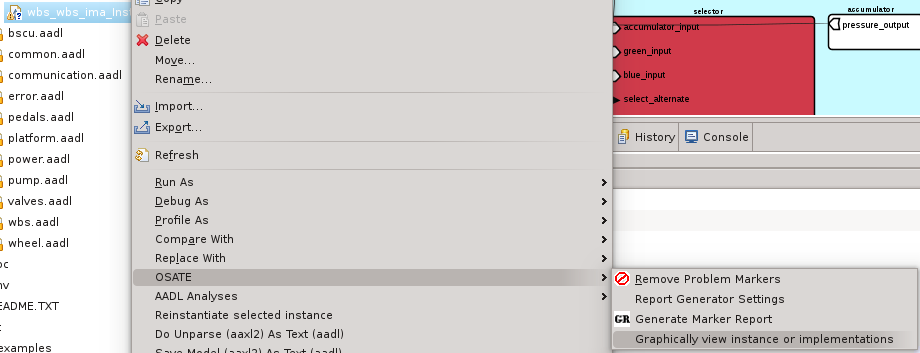 wbs_wbs_ima_Inst
bscu.aadl
common.aadl
communication.aadl
error.aadl
pedals.aadl
platform.aadl
power.aadl
pump.aadl
valves.aadl
wbs.aadl
wheel.aadl
EADME.TXT
examples
Copy
Paste
Delete
Move...
Rename...
Import...
Export...
Refresh
Run As
Debug As
Profile As
Compare With
Replace With
OSATE
AADL Analyses
Reinstantiate selected instance
Do Unparse (aaxl2) As Text (aadl)
Save Model (aaxl2) As Text (aadl)
selector
accumulator_input
green_input
blue_input
select_alternate
accumulator
pressure_output
History
Console
Remove Problem Markers
Report Generator Settings
GR Generate Marker Report
Graphically view instance or implementations